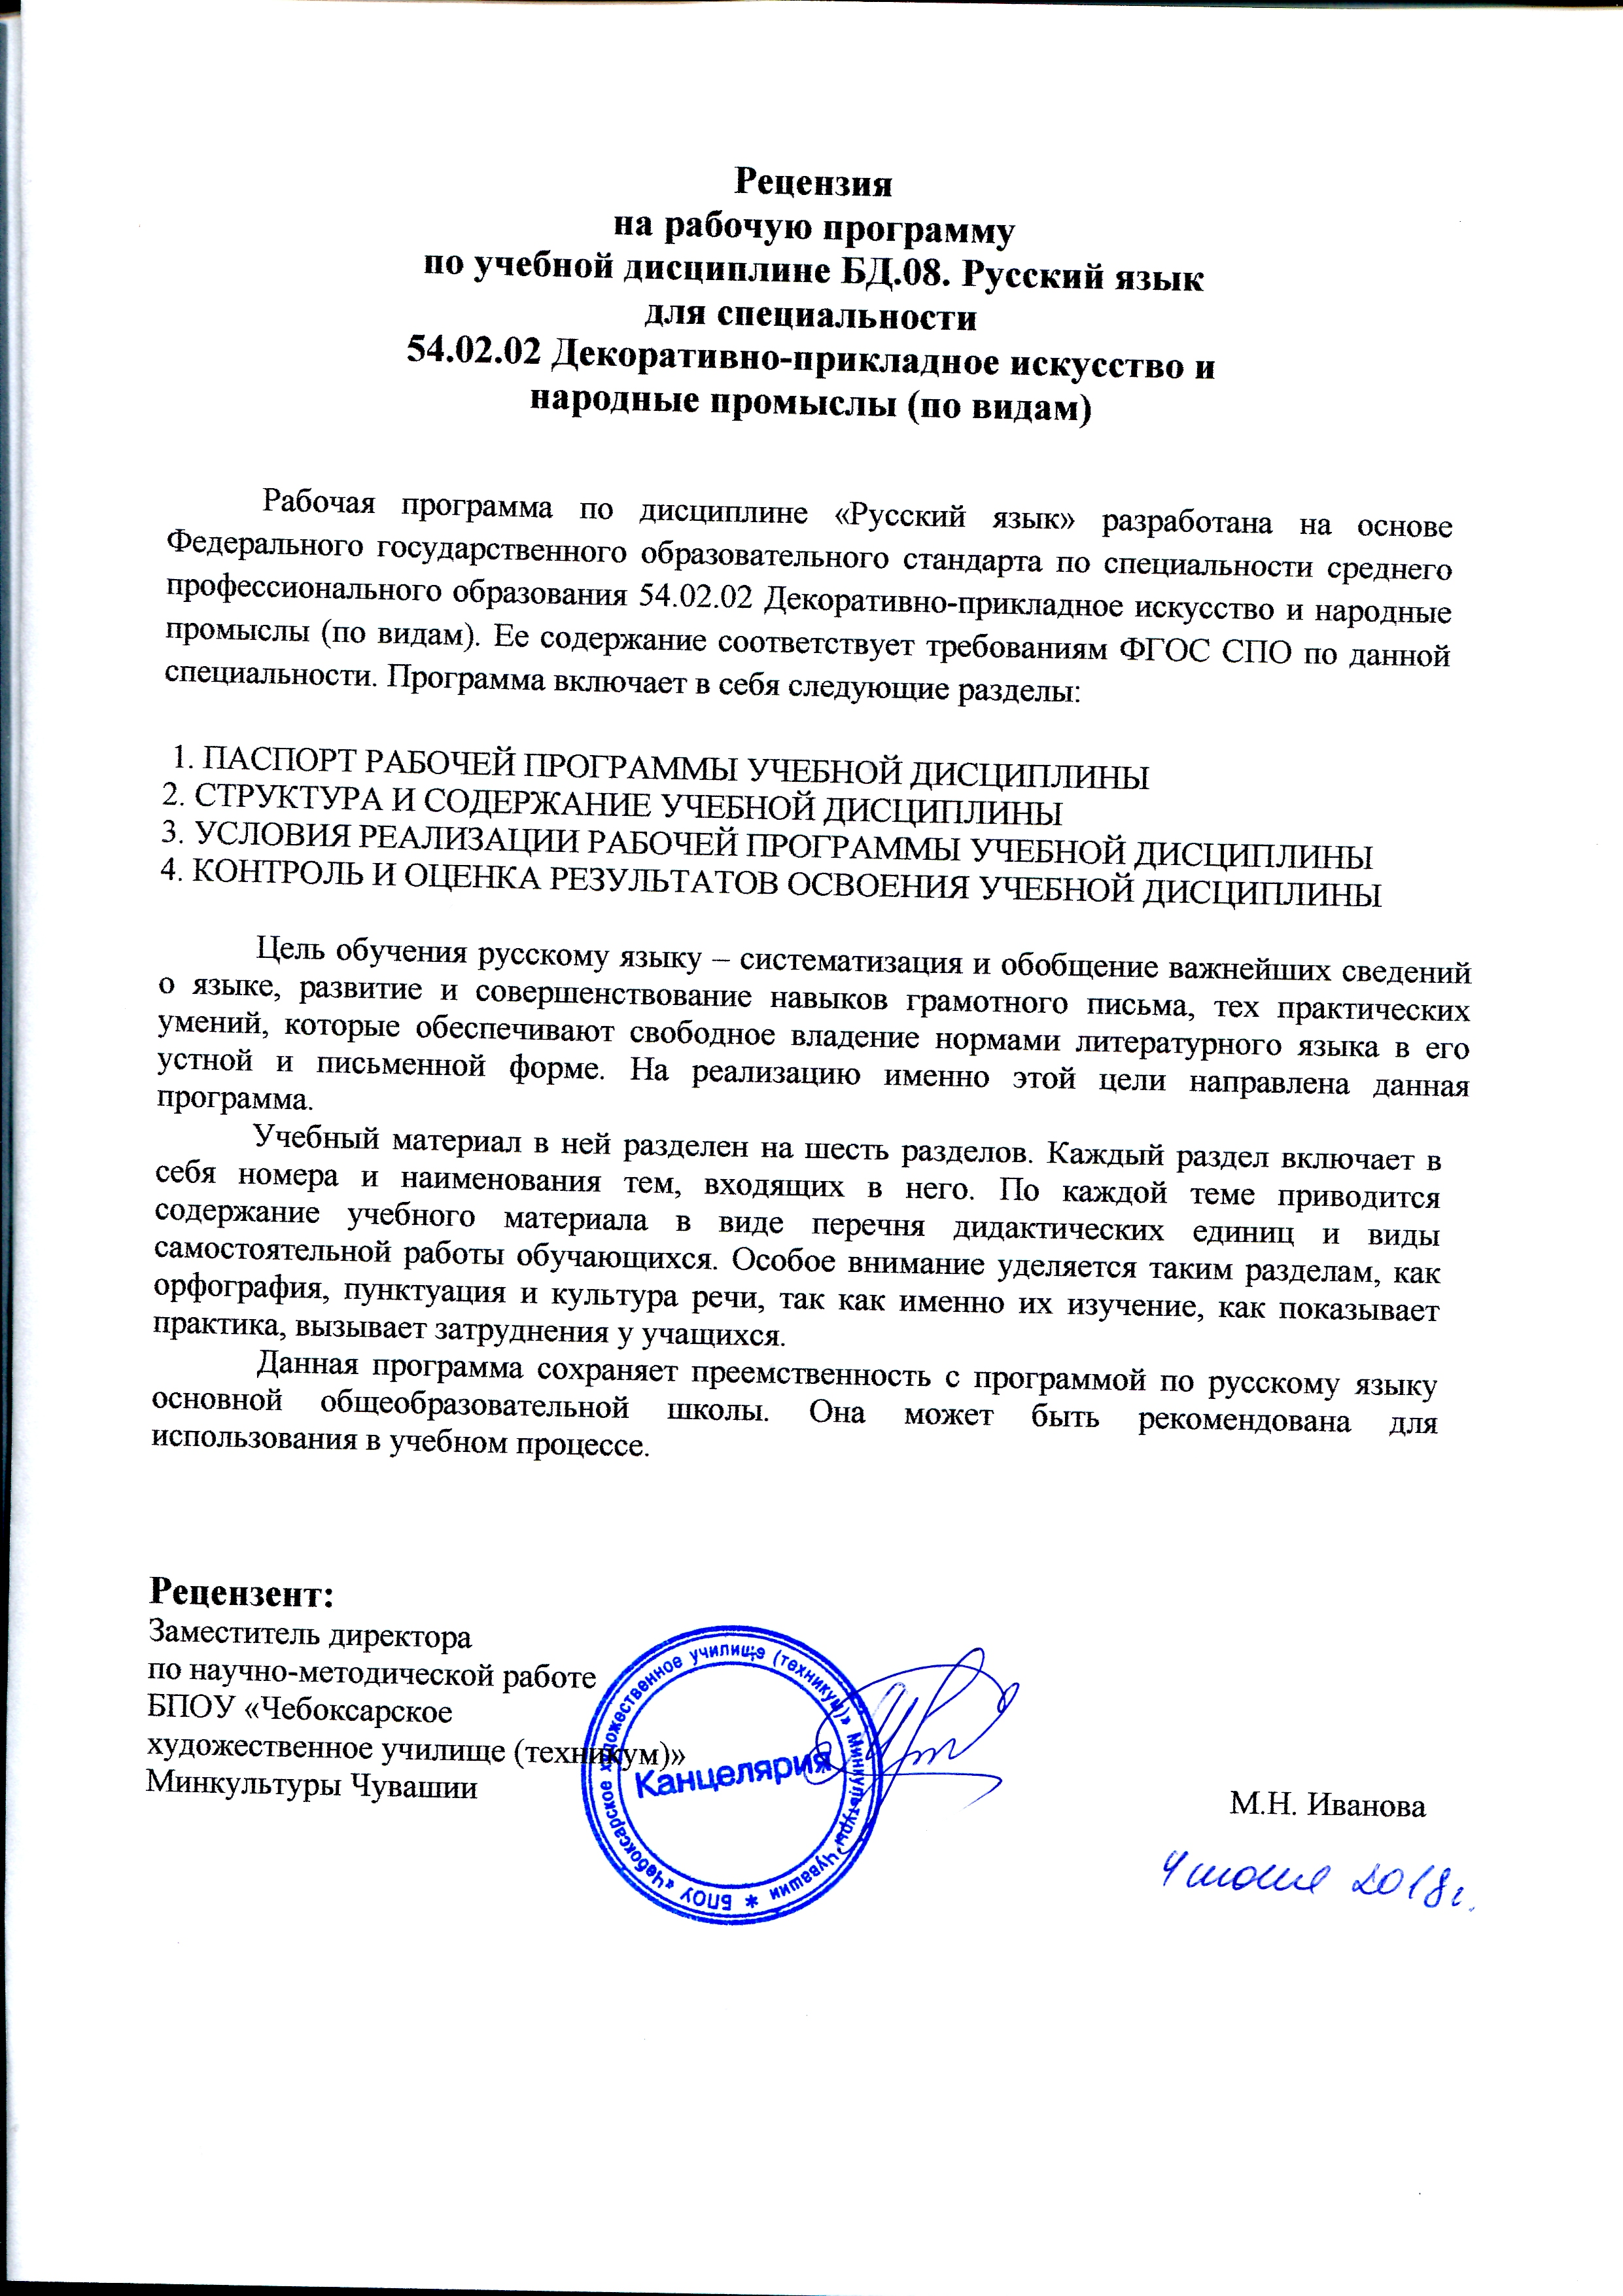 Рецензия
на рабочую программу
по учебной дисциплине БД.08. Русский язык
для специальности
54.02.02 Декоративно-прикладное искусство и
народные промыслы (по видам)
Рабочая программа по дисциплине «Русский язык» разработана на основе
Федерального государственного образовательного стандарта по специальности среднего
профессионального образования 54.02.02 Декоративно-прикладное искусство и народные
промыслы (по видам). Ее содержание соответствует требованиям ФГОС СПО по данной
специальности. Программа включает в себя следующие разделы:
1. ПАСПОРТ РАБОЧЕЙ ПРОГРАММЫ УЧЕБНОЙ ДИСЦИПЛИНЫ
2. СТРУКТУРА И СОДЕРЖАНИЕ УЧЕБНОЙ ДИСЦИПЛИНЫ
3. УСЛОВИЯ РЕАЛИЗАЦИИ РАБОЧЕЙ ПРОГРАММЫ УЧЕБНОЙ ДИСЦИПЛИНЫ
4. КОНТРОЛЬ И ОЦЕНКА РЕЗУЛЬТАТОВ ОСВОЕНИЯ УЧЕБНОЙ ДИСЦИПЛИНЫ
Цель обучения русскому языку – систематизация и обобщение важнейших сведений
о языке, развитие и совершенствование навыков грамотного письма, тех практических
умений, которые обеспечивают свободное владение нормами литературного языка в его
устной и письменной форме. На реализацию именно этой цели направлена данная
программа.
Учебный материал в ней разделен на шесть разделов. Каждый раздел включает в
себя номера и наименования тем, входящих в него. По каждой теме приводится
содержание учебного материала в виде перечня дидактических единиц и виды
самостоятельной работы обучающихся. Особое внимание уделяется таким разделам, как
орфография, пунктуация и культура речи, так как именно их изучение, как показывает
практика, вызывает затруднения у учащихся.
Данная программа сохраняет преемственность с программой по русскому языку
основной общеобразовательной школы. Она может быть рекомендована для
использования в учебном процессе.
Рецензент:
Заместитель директора
по научно-методической работе
БПОУ «Чебоксарское
художественное училище (техникум)»
Минкультуры Чувашии
БПОУ «Чебоксарское художественное училище (техникум)» Минкультуры Чувашии *
Канцелярия
М.Н. Иванова
4 июня 2018 г.